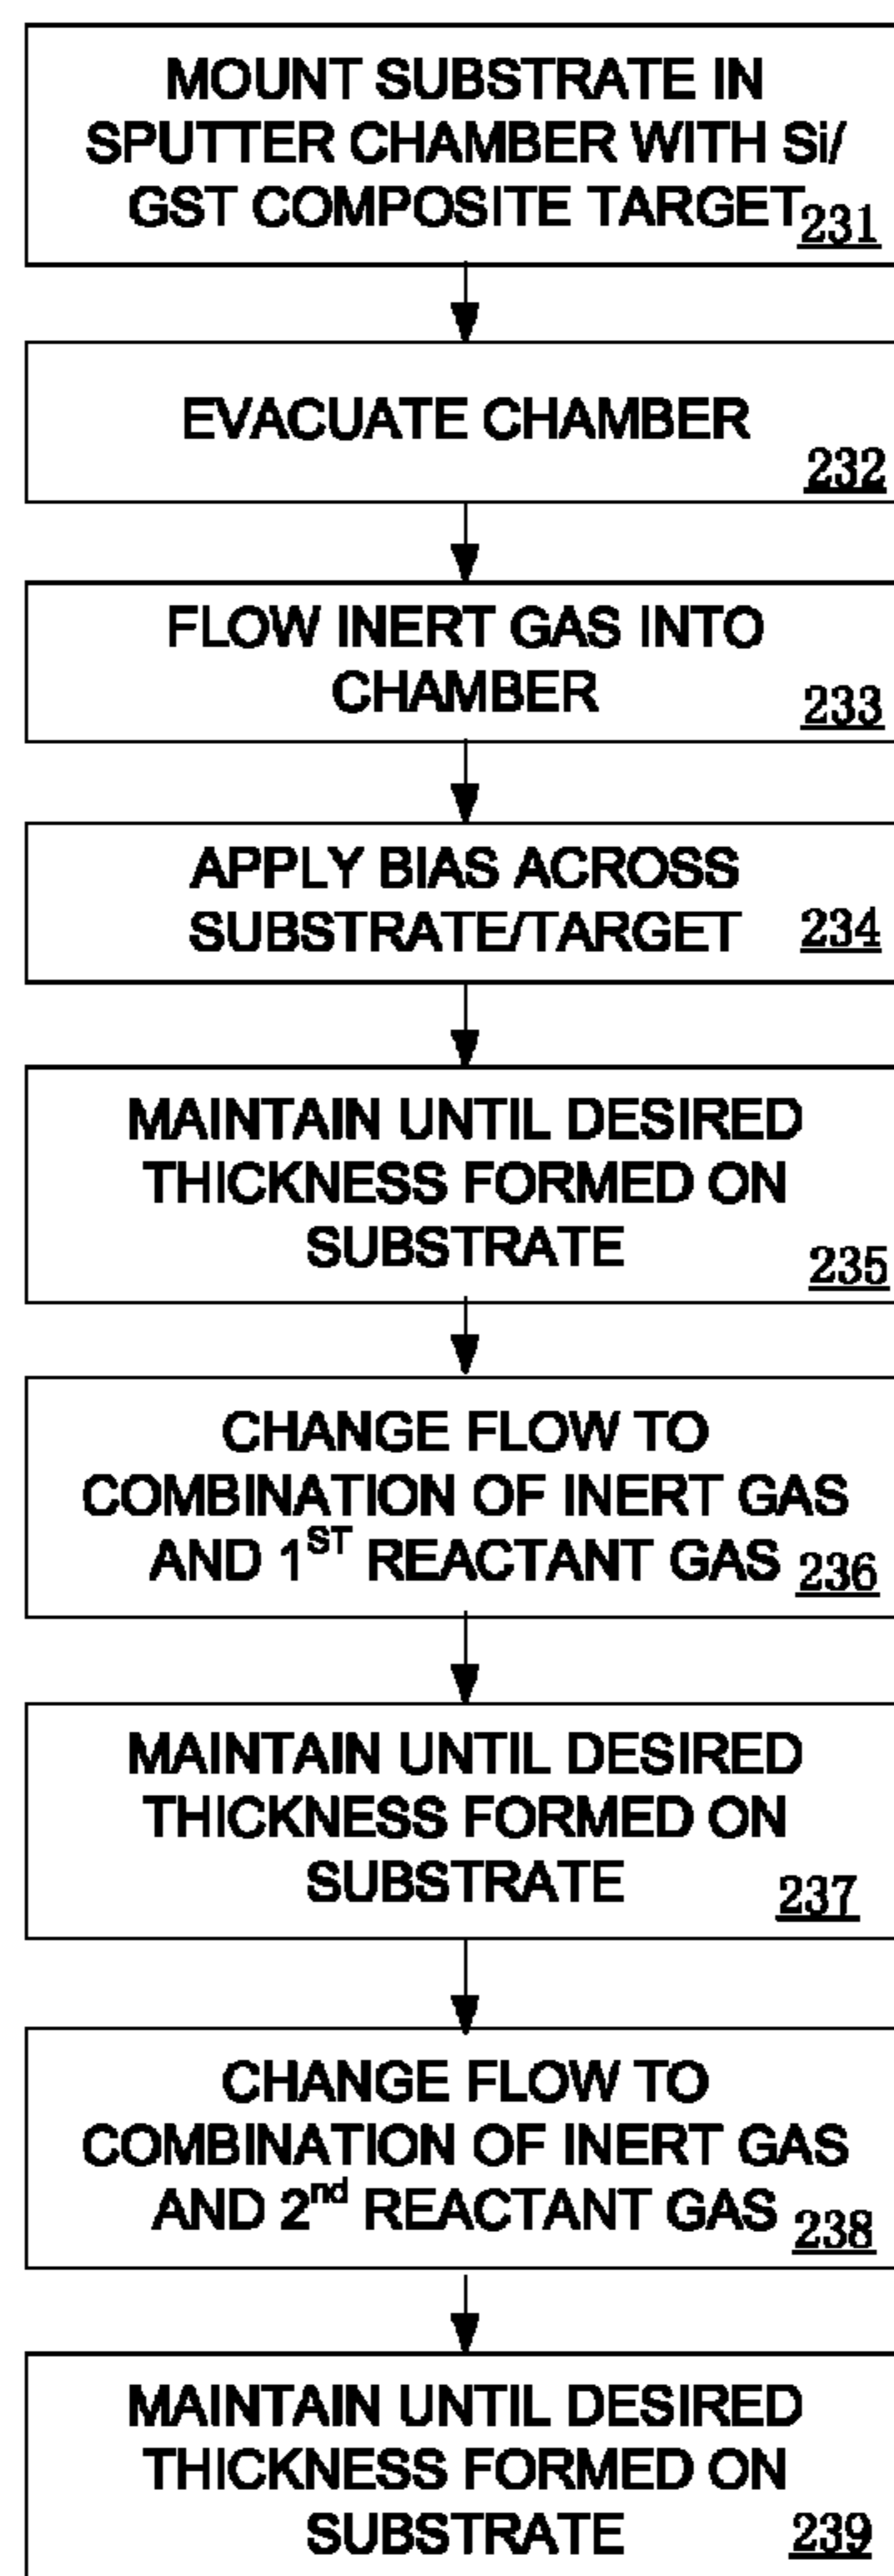 MOUNT SUBSTRATE IN
SPUTTER CHAMBER WITH Si/
GST COMPOSITE TARGET 231
EVACUATE CHAMBER
232
FLOW INERT GAS INTO
CHAMBER 233
APPLY BIAS ACROSS
SUBSTRATE/TARGET 234
MAINTAIN UNTIL DESIRED
THICKNESS FORMED ON
SUBSTRATE 235
CHANGE FLOW TO
COMBINATION OF INERT GAS
AND 1ST REACTANT GAS 236
MAINTAIN UNTIL DESIRED
THICKNESS FORMED ON
SUBSTRATE 237
CHANGE FLOW TO
COMBINATION OF INERT GAS
AND 2nd REACTANT GAS 238
MAINTAIN UNTIL DESIRED
THICKNESS FORMED ON
SUBSTRATE 239